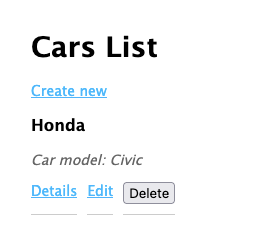 Cars List
Create new
Honda
Car model: Civic
Details Edit Delete